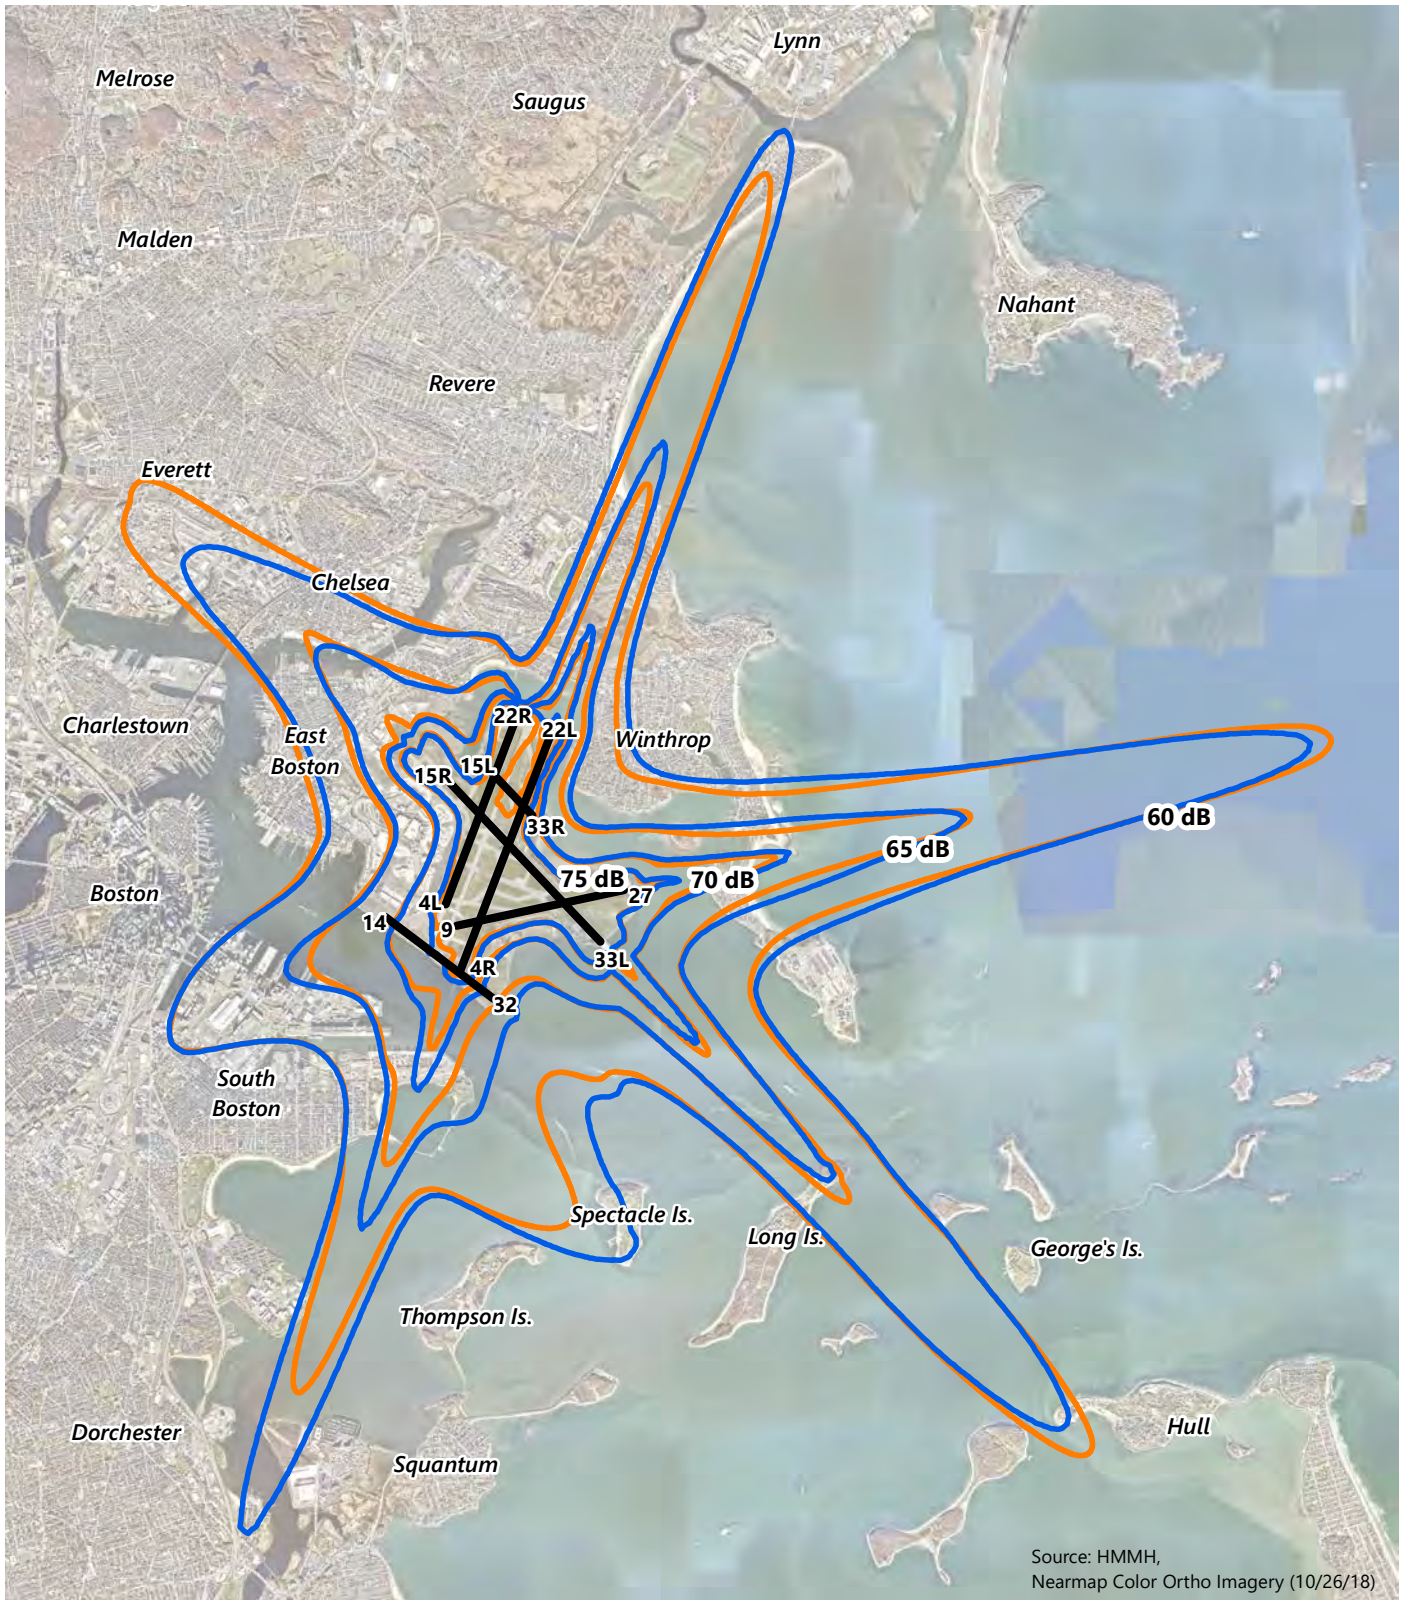 Lynn
Melrose
Saugus
Malden
Nahant
Revere
Everett
Chelsea
22R
Charlestown
22L
East
Boston
Winthrop
15L
15R
60 dB
33R
65 dB
75 dB
70 dB
Boston
27
4L
14
9
33L
4R
32
South
Boston
Spectacle Is.
Long Is.
George's Is.
Thompson Is.
Dorchester
Hull
Squantum
Source: HMMH,
Nearmap Color Ortho Imagery (10/26/18)